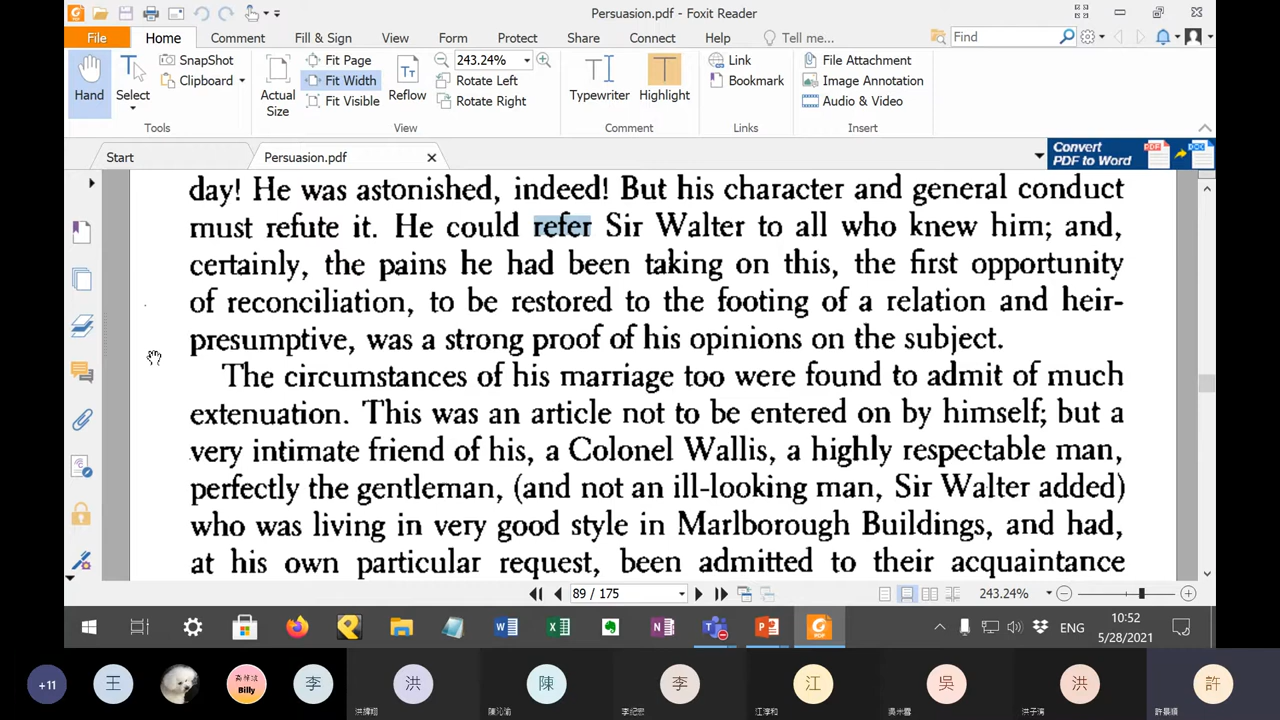 Persuasion.pdf - Foxit Reader
File Home Comment Fill & Sign View Form Protect Share Connect Help Tell me... Find
Hand
Select
SnapShot
Clipboard
Tools
Actual Size
Fit Page
Fit Width
Fit Visible
Reflow
243.24%
Rotate Left
Rotate Right
View
Typewriter
Highlight
Comment
Link
Bookmark
Links
File Attachment
Image Annotation
Audio & Video
Insert
Start
Persuasion.pdf
Convert
PDF to Word
day! He was astonished, indeed! But his character and general conduct
must refute it. He could refer Sir Walter to all who knew him; and,
certainly, the pains he had been taking on this, the first opportunity
of reconciliation, to be restored to the footing of a relation and heir-
presumptive, was a strong proof of his opinions on the subject.
The circumstances of his marriage too were found to admit of much
extenuation. This was an article not to be entered on by himself; but a
very intimate friend of his, a Colonel Wallis, a highly respectable man,
perfectly the gentleman, (and not an ill-looking man, Sir Walter added)
who was living in very good style in Marlborough Buildings, and had,
at his own particular request, been admitted to their acquaintance
89 / 175
243.24%
ENG
10:52
5/28/2021
+11 王 Billy 李 洪 陳 李 江 吳 洪 許